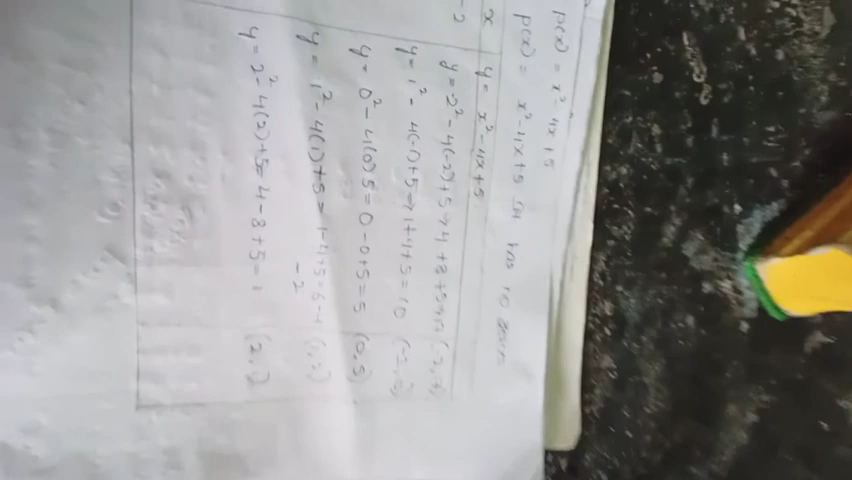 p(x) = x² - 4x + 5
p(x) = x² - 4x + 5 has no zeros
x y = x² - 4x + 5
-2 y = -2² - 4(-2) + 5 ⇒ 4 + 8 + 5 ⇒ 17
y = 1² - 4(-1) + 5 ⇒ 1 + 4 + 5 = 10
y = 0² - 4(0) 5 = 0 - 0 + 5 = 5 (0, 5)
y = 1² - 4(1) + 5 = 1 - 4 + 5
- 2
y = 2² - 4(2) + 5 = 4 - 8 + 5 = 1 (2, 1)